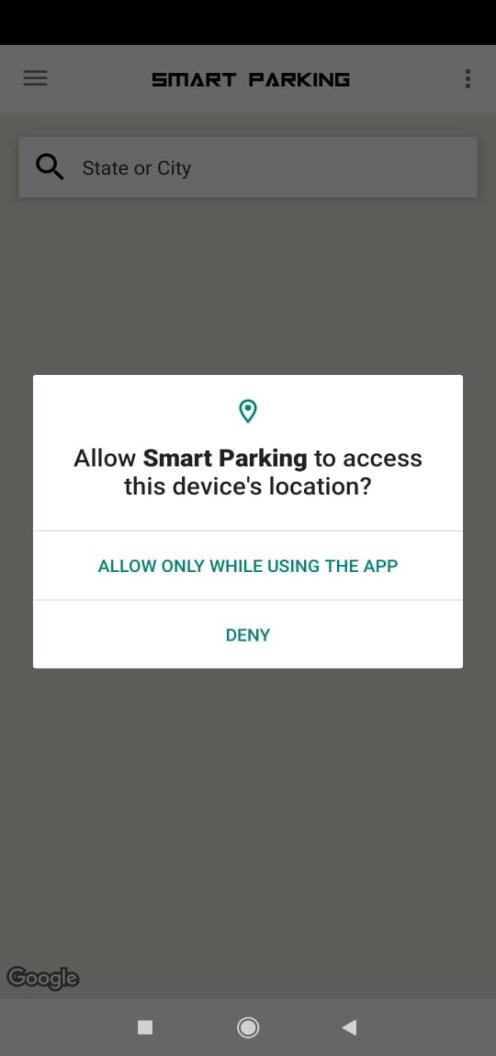 SMART PARKING
State or City
Allow Smart Parking to access
this device's location?
ALLOW ONLY WHILE USING THE APP
DENY
Google